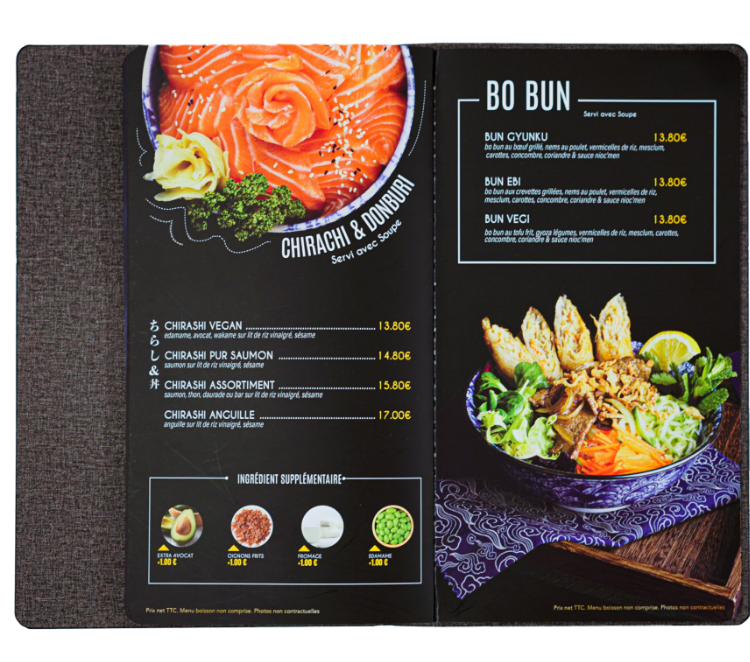 CHIRACHI & DONBURI
Servi avec Soupe
ちらし&丼
CHIRASHI VEGAN 13.80€
edamame, avocat, wakame sur lit de riz vinaigré, sésame
CHIRASHI PUR SAUMON 14.80€
saumon sur lit de riz vinaigré, sésame
CHIRASHI ASSORTIMENT 15.80€
saumon, thon, daurade ou bar sur lit de riz vinaigré, sésame
CHIRASHI ANGUILLE 17.00€
anguille sur lit de riz vinaigré, sésame
INGRÉDIENT SUPPLÉMENTAIRE
EXTRA AVOCAT
+1.00 €
OIGNONS FRITS
+1.00 €
FROMAGE
+1.00 €
EDAMAME
+1.00 €
Prix net TTC. Menu boisson non comprise. Photos non contractuelles
BO BUN
Servi avec Soupe
BUN GYUNKU 13.80€
bo bun au bœuf grillé, nems au poulet, vermicelles de riz, mesclum,
carottes, concombre, coriandre & sauce nioc'men
BUN EBI 13.80€
bo bun aux crevettes grillées, nems au poulet, vermicelles de riz,
mesclum, carottes, concombre, coriandre & sauce nioc'men
BUN VEGI 13.80€
bo bun au tofu frit, gyoza légumes, vermicelles de riz, mesclum, carottes,
concombre, coriandre & sauce nioc'men
Prix net TTC. Menu boisson non comprise. Photos non contractuelles